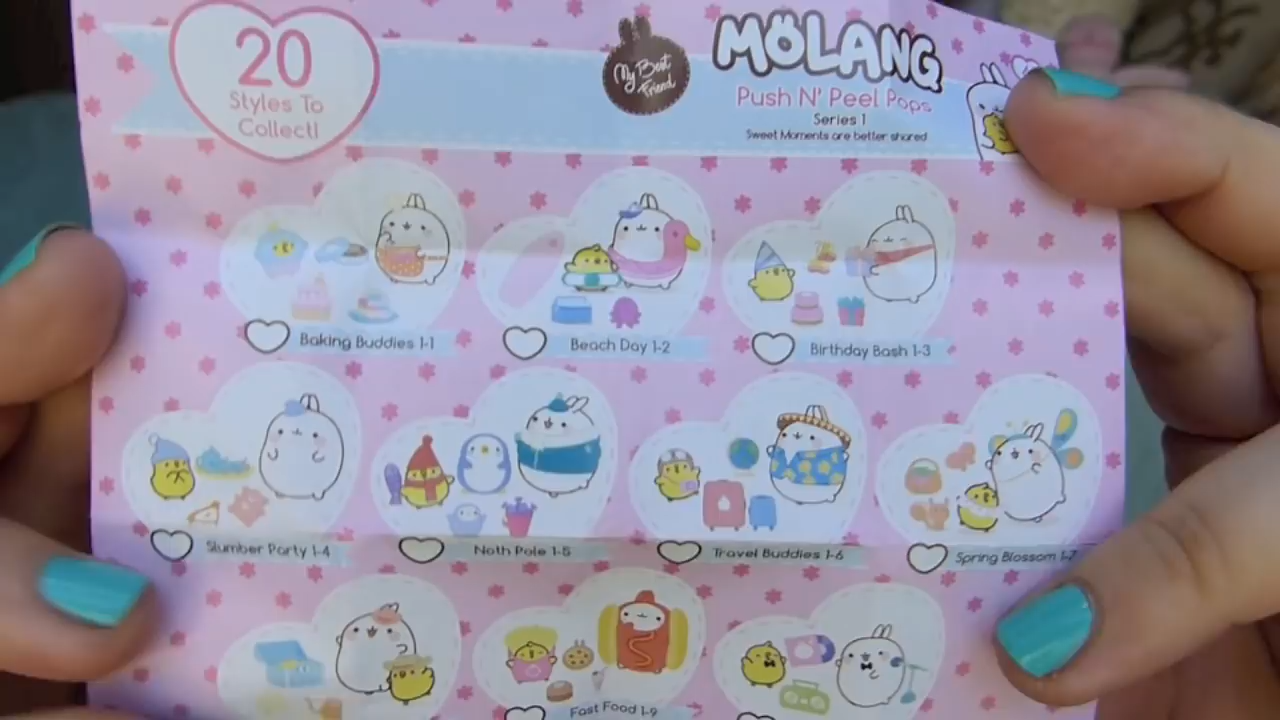 20
Styles To
Collect!
My Best
Friend
MOLANG
Push N' Peel Pops
Series 1
Sweet Moments are better shared
Baking Buddies 1-1
Beach Day 1-2
Birthday Bash 1-3
Slumber Party 1-4
Noth Pole 1-5
Travel Buddies 1-6
Spring Blossom 1-7
Fast Food 1-9